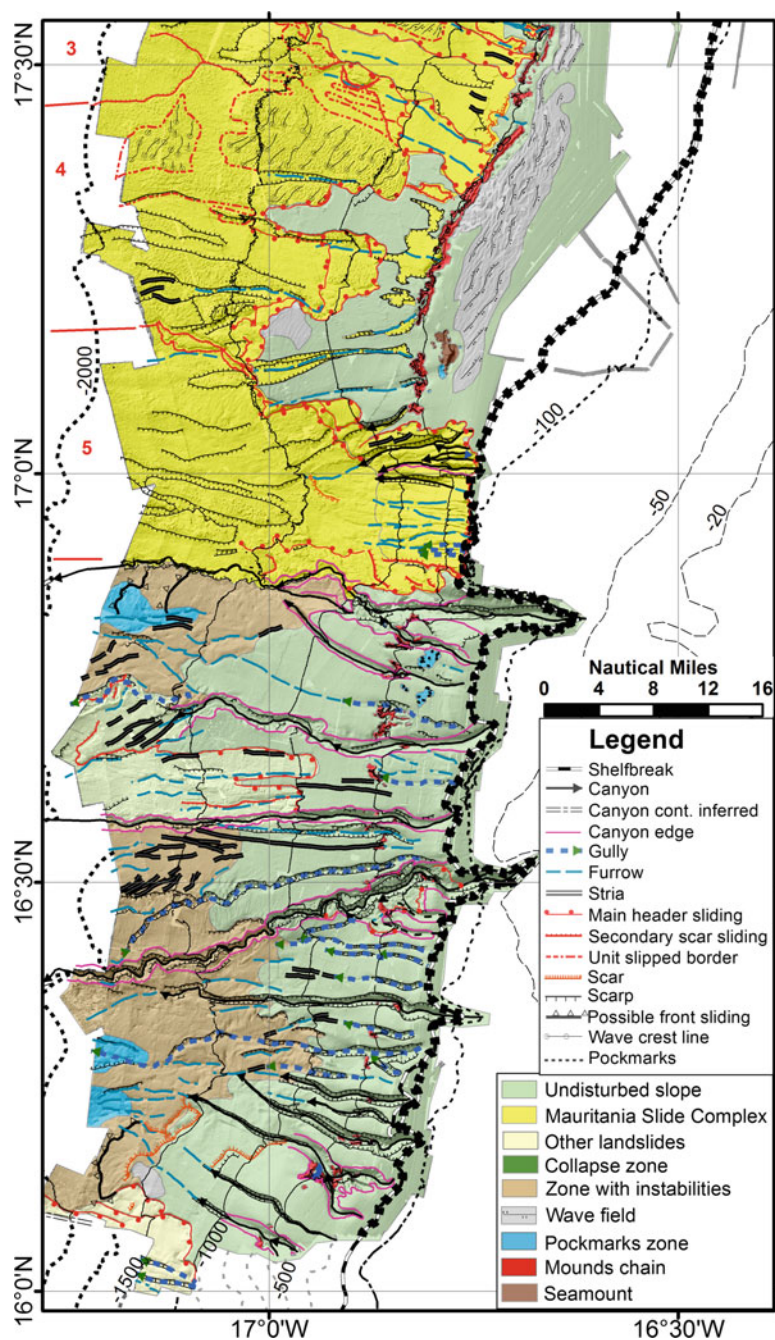 3
17°30'N
4
-2000
5
-100
17°0'N
-50
-20
Nautical Miles
0 4 8 12 16
Legend
Shelfbreak
Canyon
Canyon cont. inferred
Canyon edge
Gully
Furrow
Stria
Main header sliding
Secondary scar sliding
Unit slipped border
Scar
Scarp
Possible front sliding
Wave crest line
Pockmarks
16°30'N
Undisturbed slope
Mauritania Slide Complex
Other landslides
Collapse zone
Zone with instabilities
Wave field
Pockmarks zone
Mounds chain
Seamount
-1500
-1000
-500
16°0'N
17°0'W
16°30'W